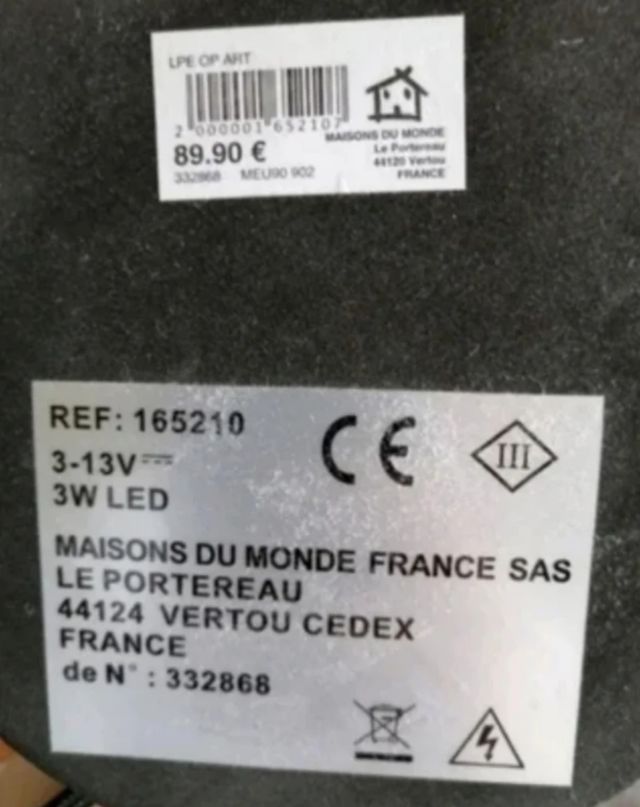 LPE OP ART
2 000001 652107
MAISONS DU MONDE
Le Portereau
44120 Vertou
FRANCE
89.90 €
332868 MEU90 902
REF: 165210
3-13V
3W LED
CE
III
MAISONS DU MONDE FRANCE SAS
LE PORTEREAU
44124 VERTOU CEDEX
FRANCE
de N° : 332868